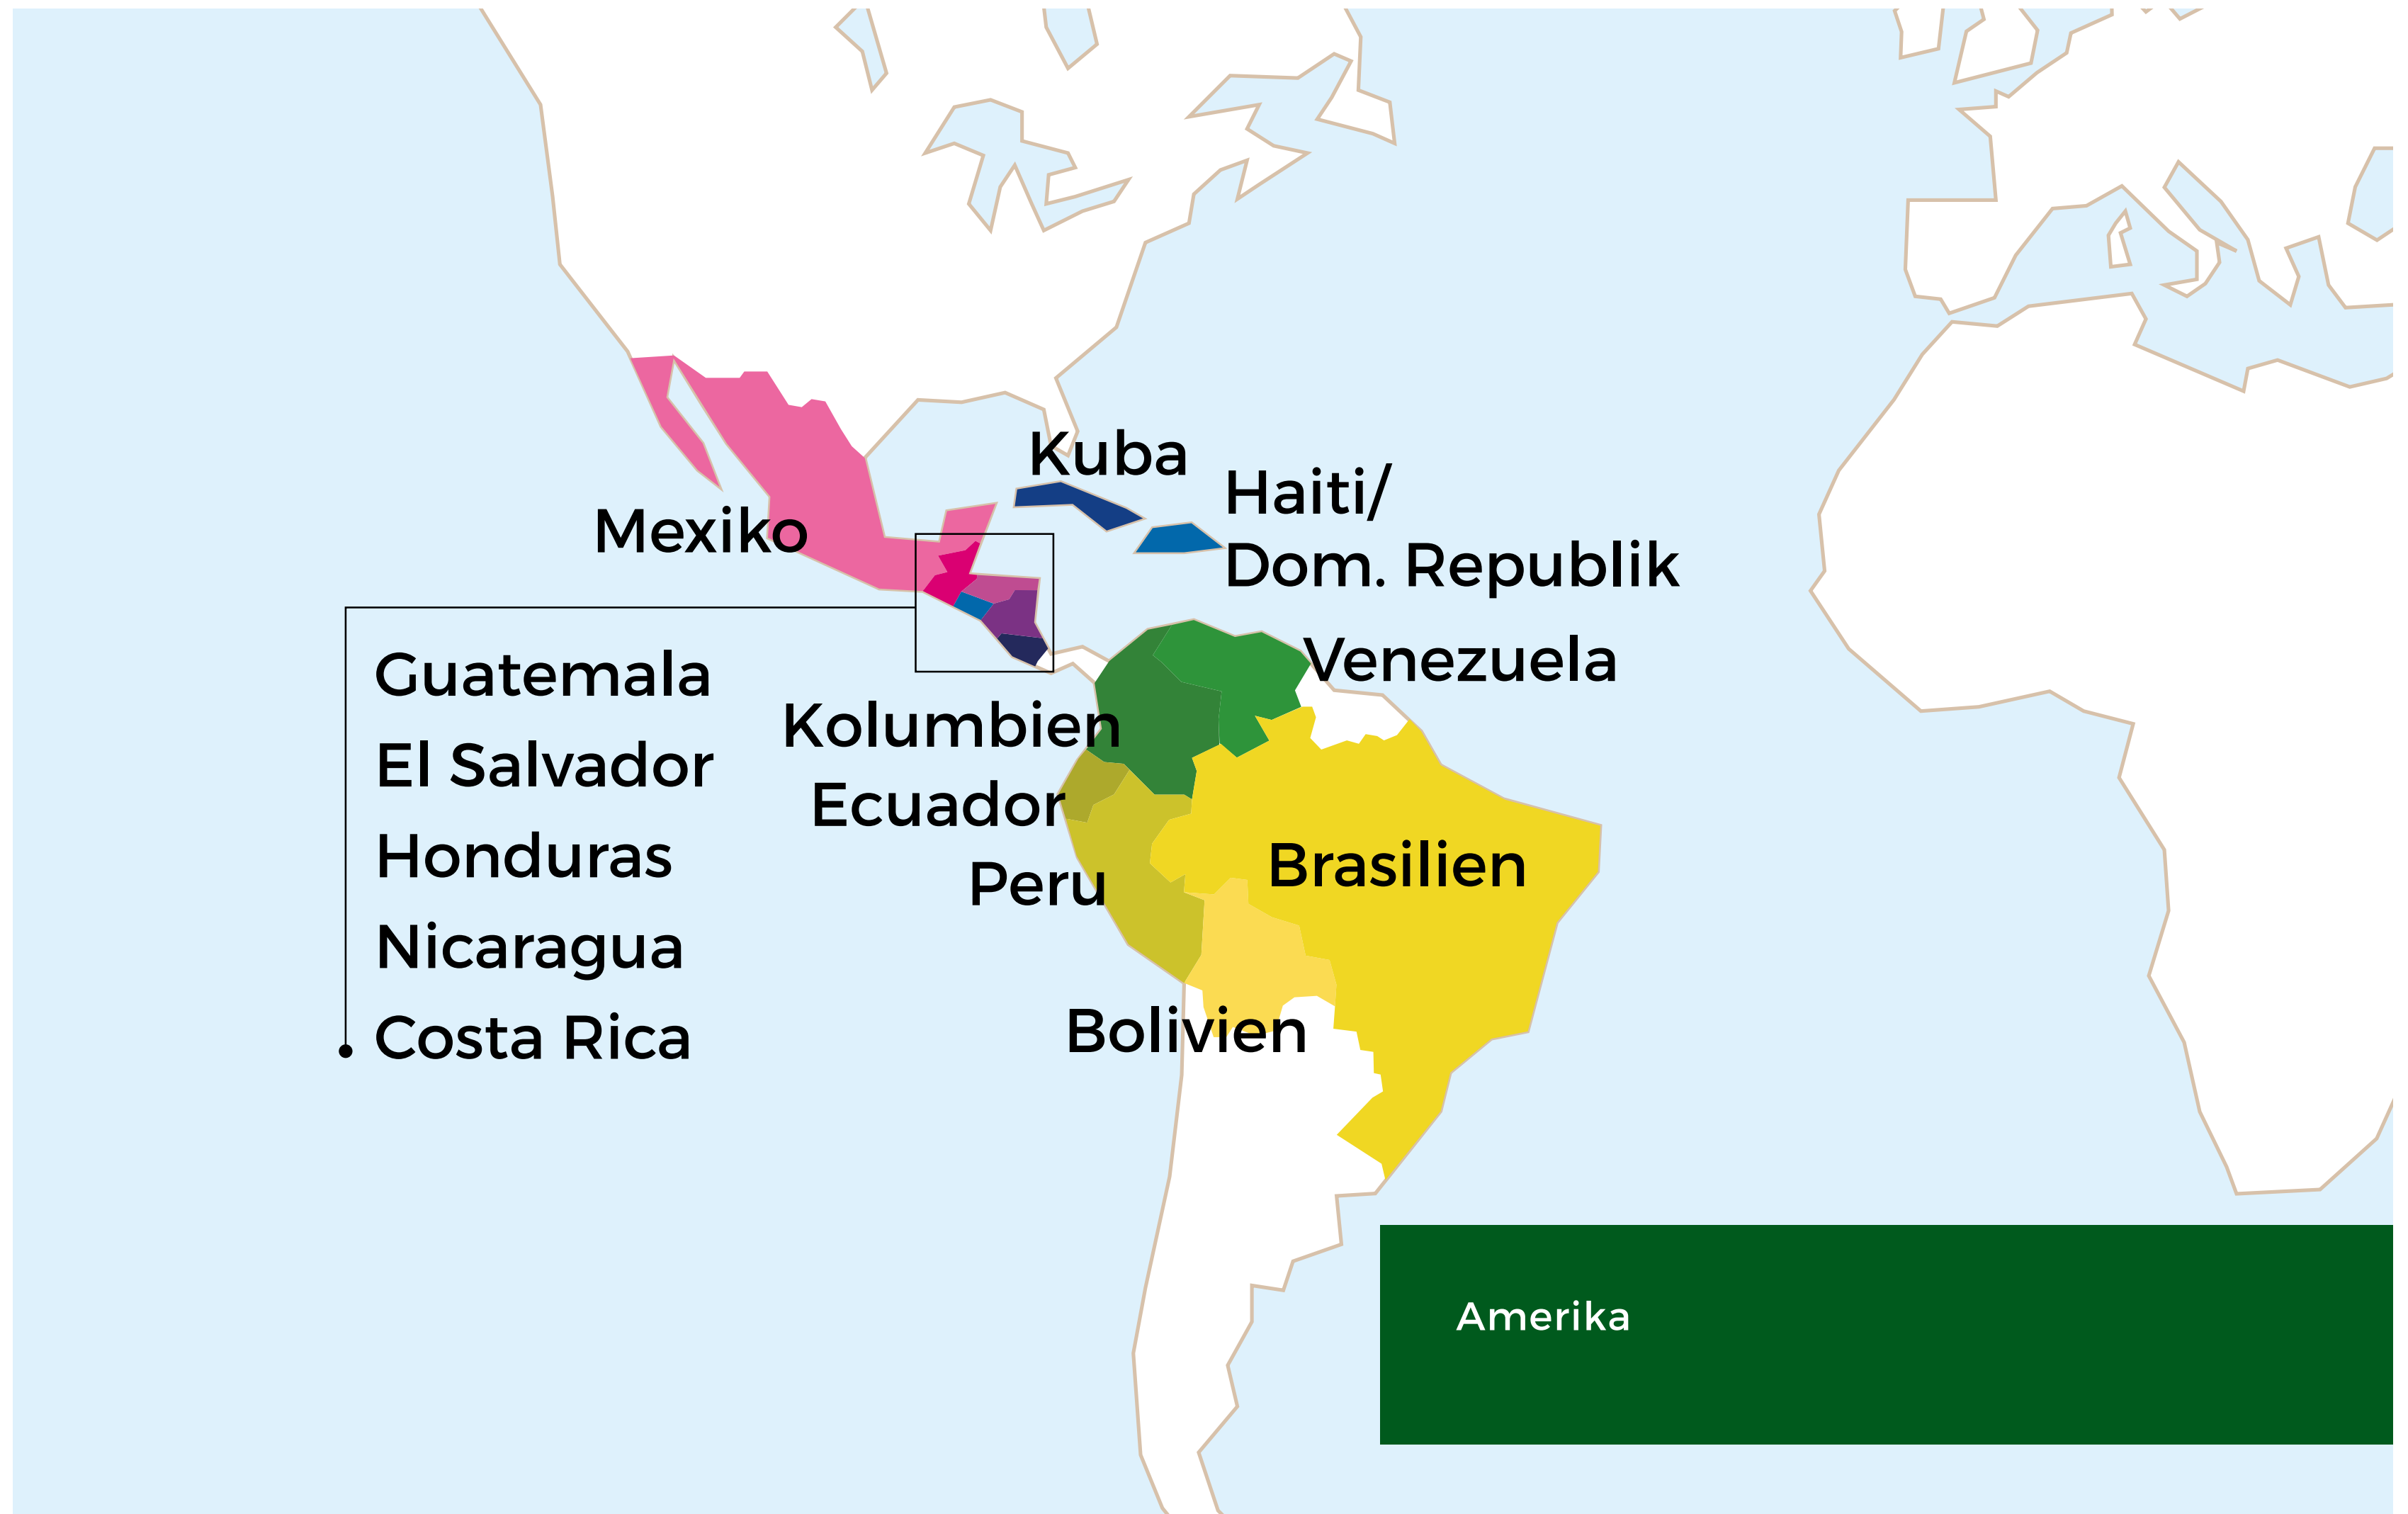 Kuba
Haiti/
Dom. Republik
Mexiko
Venezuela
Guatemala
El Salvador
Honduras
Nicaragua
Costa Rica
Kolumbien
Ecuador
Peru
Brasilien
Bolivien
Amerika